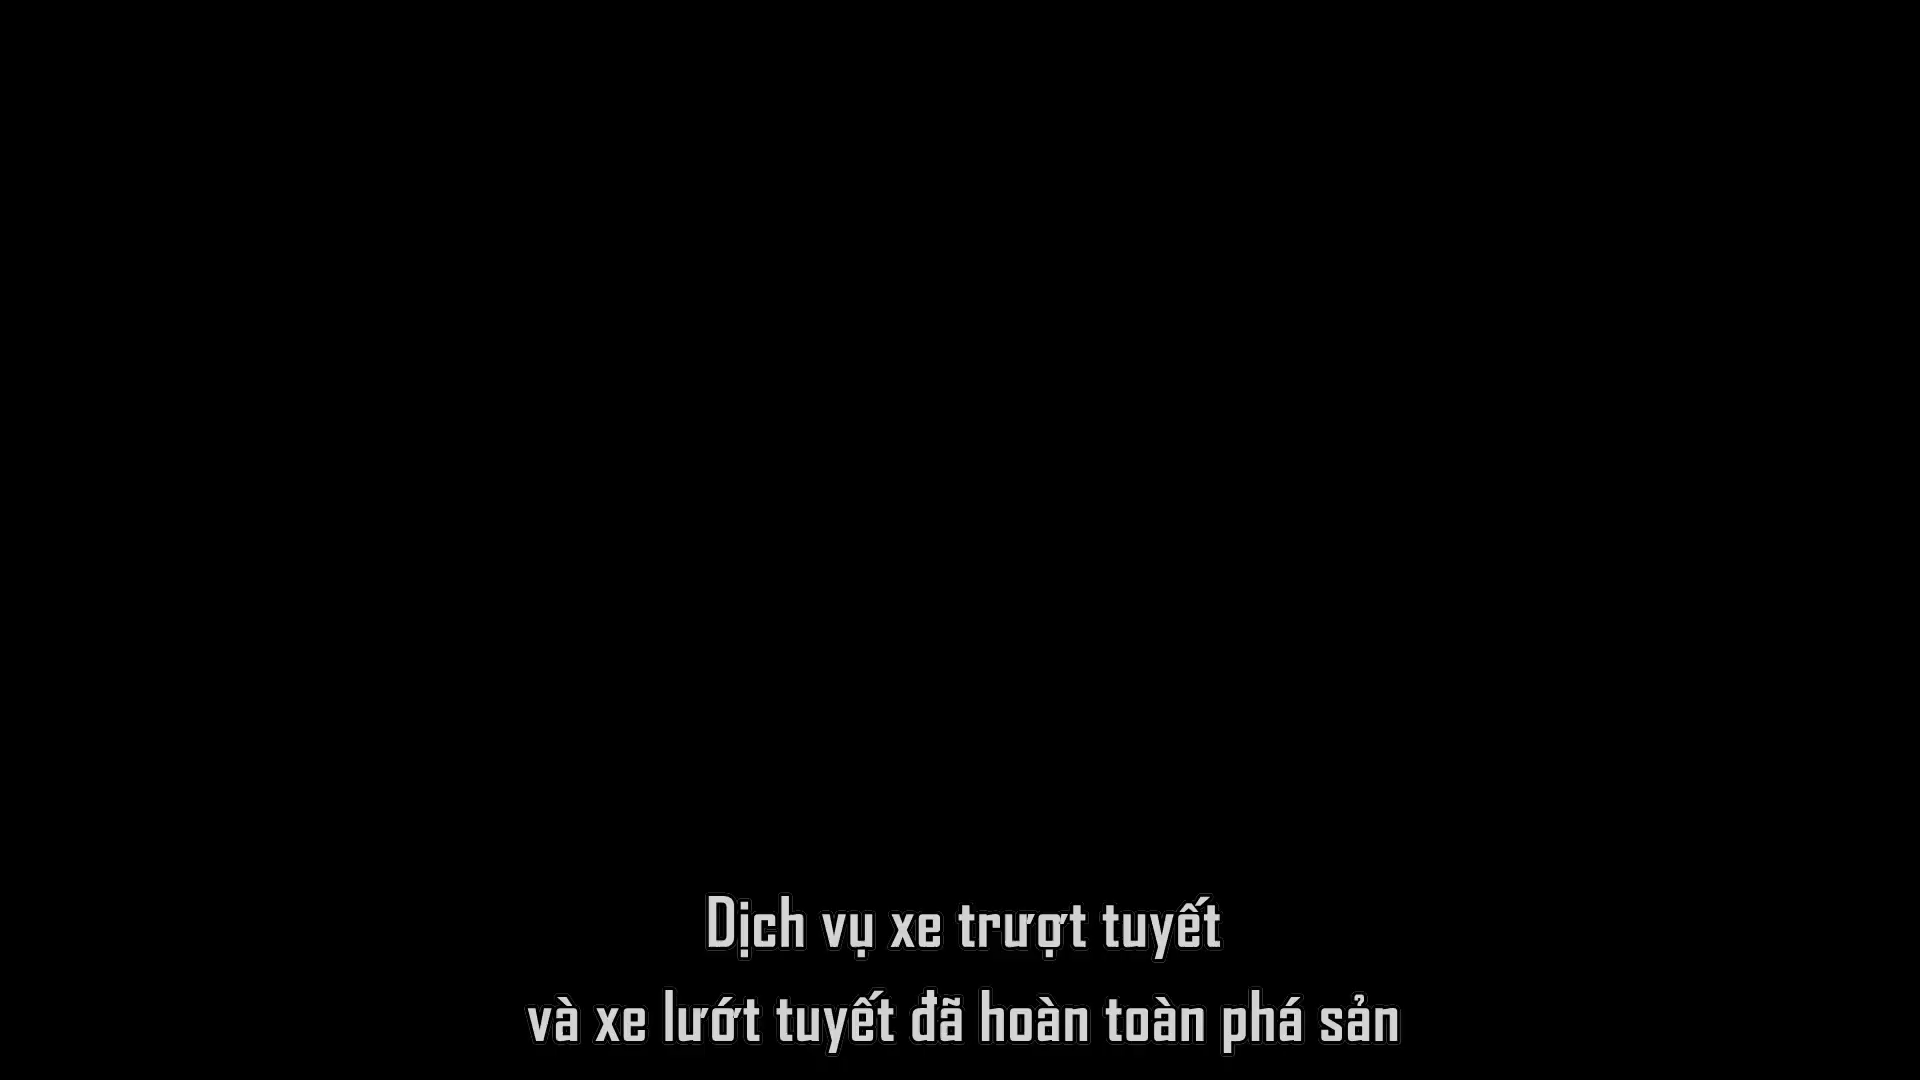 Dịch vụ xe trượt tuyết
và xe lướt tuyết đã hoàn toàn phá sản